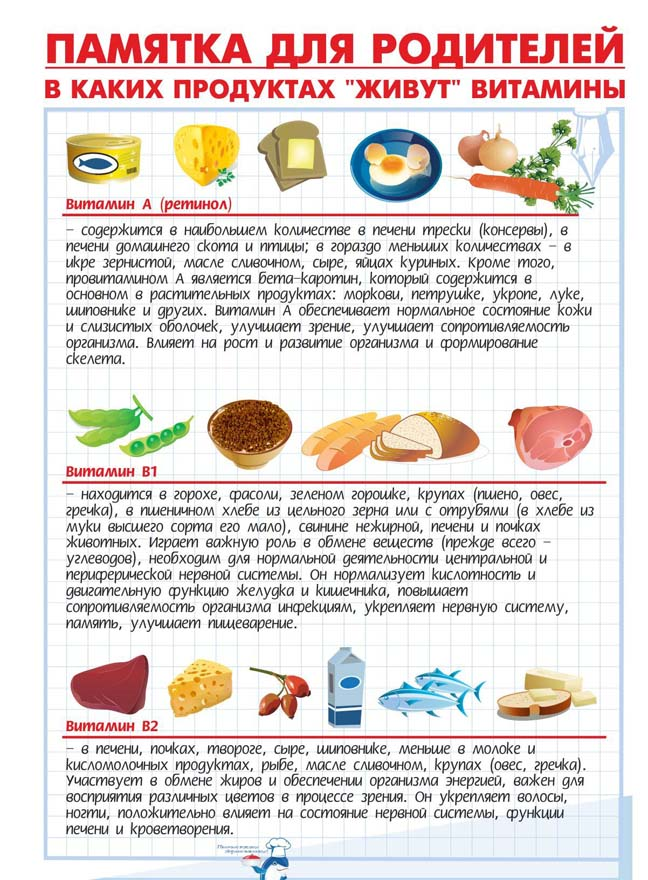 ПАМЯТКА ДЛЯ РОДИТЕЛЕЙ
В КАКИХ ПРОДУКТАХ "ЖИВУТ" ВИТАМИНЫ
Витамин А (ретинол)
– содержится в наибольшем количестве в печени трески (консервы), в
печени домашнего скота и птицы; в гораздо меньших количествах – в
икре зернистой, масле сливочном, сыре, яйцах куриных. Кроме того,
провитамином А является бета-каротин, который содержится в
основном в растительных продуктах: моркови, петрушке, укропе, луке,
шиповнике и других. Витамин А обеспечивает нормальное состояние кожи
и слизистых оболочек, улучшает зрение, улучшает сопротивляемость
организма. Влияет на рост и развитие организма и формирование
скелета.
Витамин В1
– находится в горохе, фасоли, зеленом горошке, крупах (пшено, овес,
гречка), в пшеничном хлебе из цельного зерна или с отрубями (в хлебе из
муки высшего сорта его мало), свинине нежирной, печени и почках
животных. Играет важную роль в обмене веществ (прежде всего –
углеводов), необходим для нормальной деятельности центральной и
периферической нервной системы. Он нормализует кислотность и
двигательную функцию желудка и кишечника, повышает
сопротивляемость организма инфекциям, укрепляет нервную систему,
память, улучшает пищеварение.
Витамин В2
– в печени, почках, твороге, сыре, шиповнике, меньше в молоке и
кисломолочных продуктах, рыбе, масле сливочном, крупах (овес, гречка).
Участвует в обмене жиров и обеспечении организма энергией, важен для
восприятия различных цветов в процессе зрения. Он укрепляет волосы,
ногти, положительно влияет на состояние нервной системы, функции
печени и кроветворения.